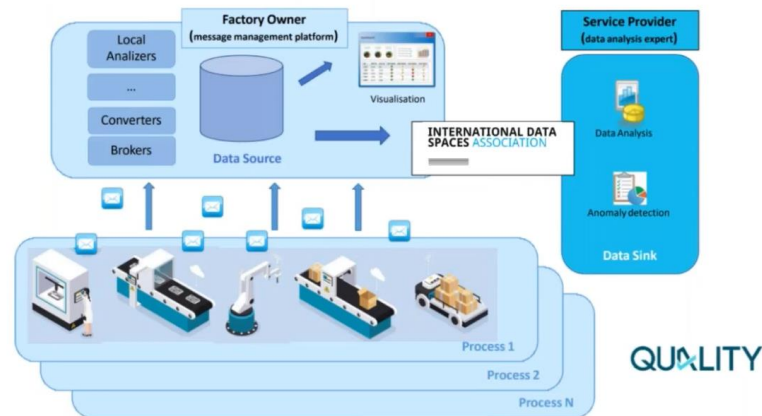 Factory Owner
(message management platform)
Local
Analizers
...
Converters
Brokers
Data Source
Visualisation
INTERNATIONAL DATA
SPACES ASSOCIATION
Service Provider
(data analysis expert)
Data Analysis
Anomaly detection
Data Sink
Process 1
Process 2
Process N
QUALITY